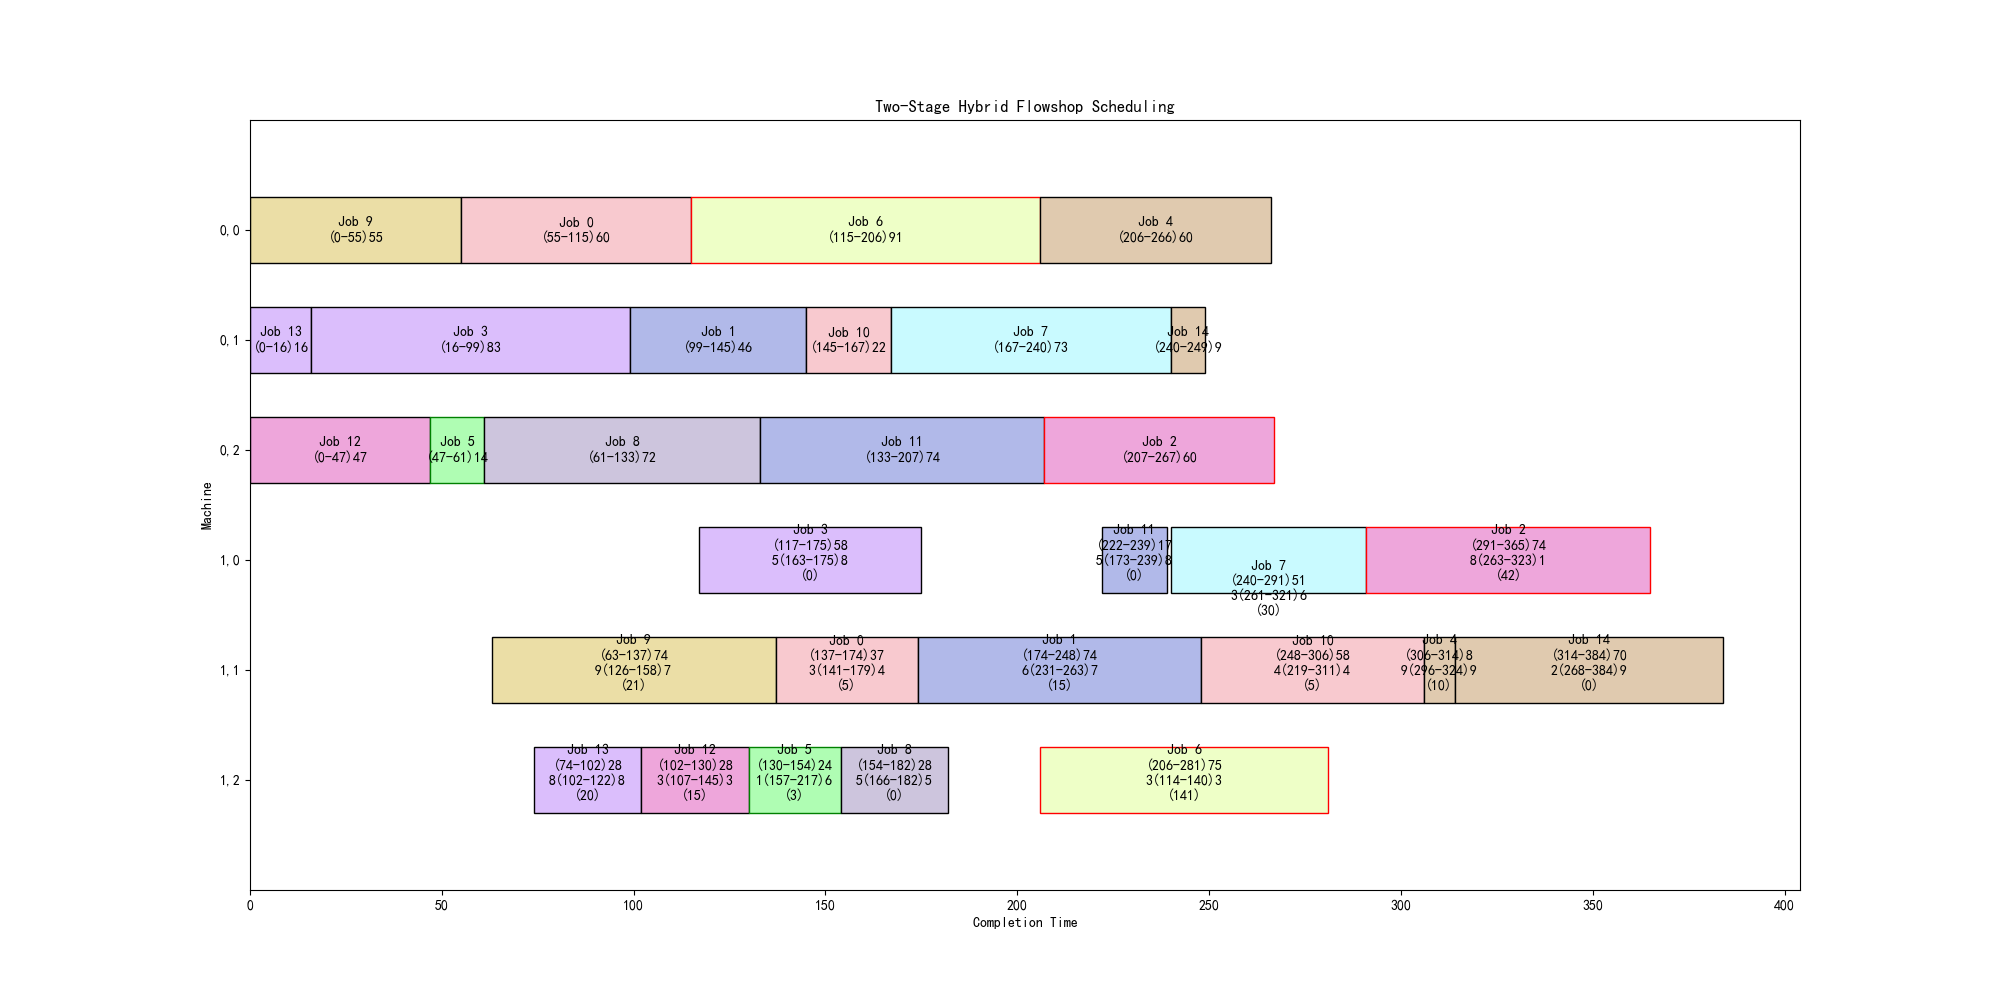 Two-Stage Hybrid Flowshop Scheduling
0,0
Job 9
(0-55)55
Job 0
(55-115)60
Job 6
(115-206)91
Job 4
(206-266)60
0,1
Job 13
(0-16)16
Job 3
(16-99)83
Job 1
(99-145)46
Job 10
(145-167)22
Job 7
(167-240)73
Job 14
(240-249)9
0,2
Job 12
(0-47)47
Job 5
(47-61)14
Job 8
(61-133)72
Job 11
(133-207)74
Job 2
(207-267)60
Machine
1,0
Job 3
(117-175)58
5(163-175)8
(0)
Job 11
(222-239)17
5(173-239)8
(0)
Job 7
(240-291)51
3(261-321)6
(30)
Job 2
(291-365)74
8(263-323)1
(42)
1,1
Job 9
(63-137)74
9(126-158)7
(21)
Job 0
(137-174)37
3(141-179)4
(5)
Job 1
(174-248)74
6(231-263)7
(15)
Job 10
(248-306)58
4(219-311)4
(5)
Job 4
(306-314)8
9(296-324)9
(10)
Job 14
(314-384)70
2(268-384)9
(0)
1,2
Job 13
(74-102)28
8(102-122)8
(20)
Job 12
(102-130)28
3(107-145)3
(15)
Job 5
(130-154)24
1(157-217)6
(3)
Job 8
(154-182)28
5(166-182)5
(0)
Job 6
(206-281)75
3(114-140)3
(141)
0
50
100
150
200
250
300
350
400
Completion Time